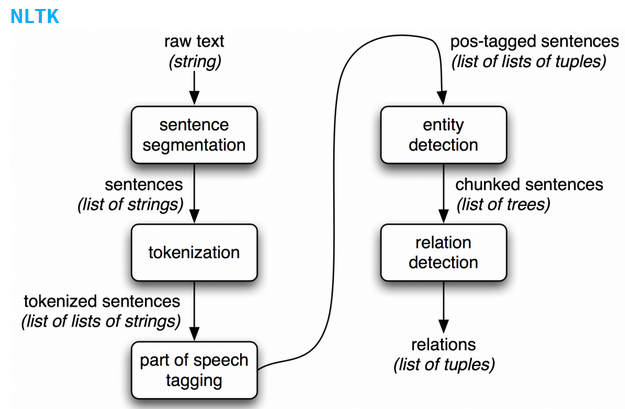 NLTK
raw text
(string)
sentence
segmentation
sentences
(list of strings)
tokenization
tokenized sentences
(list of lists of strings)
part of speech
tagging
pos-tagged sentences
(list of lists of tuples)
entity
detection
chunked sentences
(list of trees)
relation
detection
relations
(list of tuples)